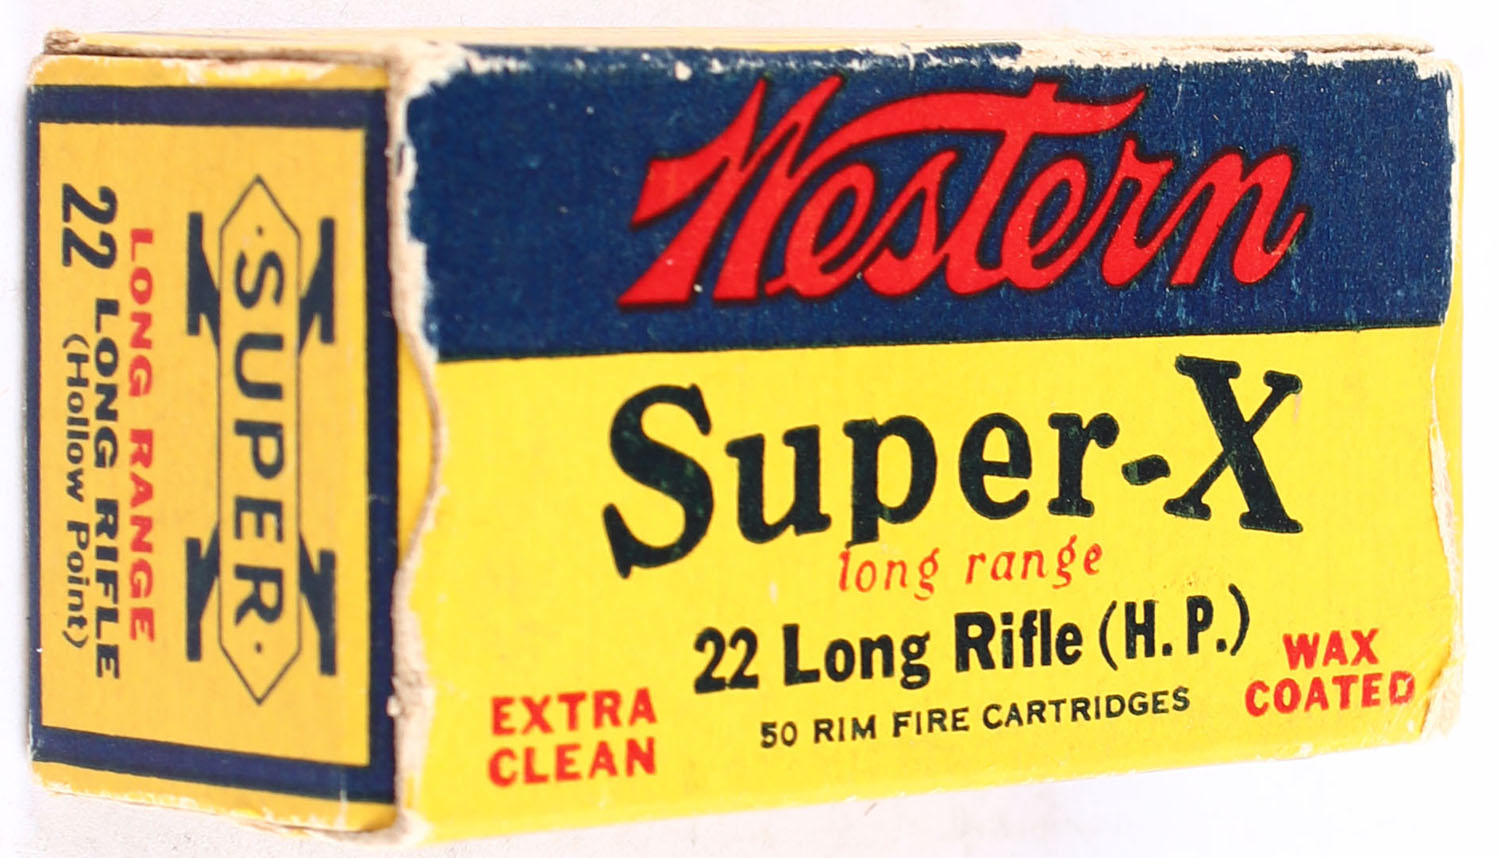 Western
Super-X
long range
22 Long Rifle (H. P.)
50 RIM FIRE CARTRIDGES
EXTRA
CLEAN
WAX
COATED
·SUPER·
X
LONG RANGE
22 LONG RIFLE
(Hollow Point)